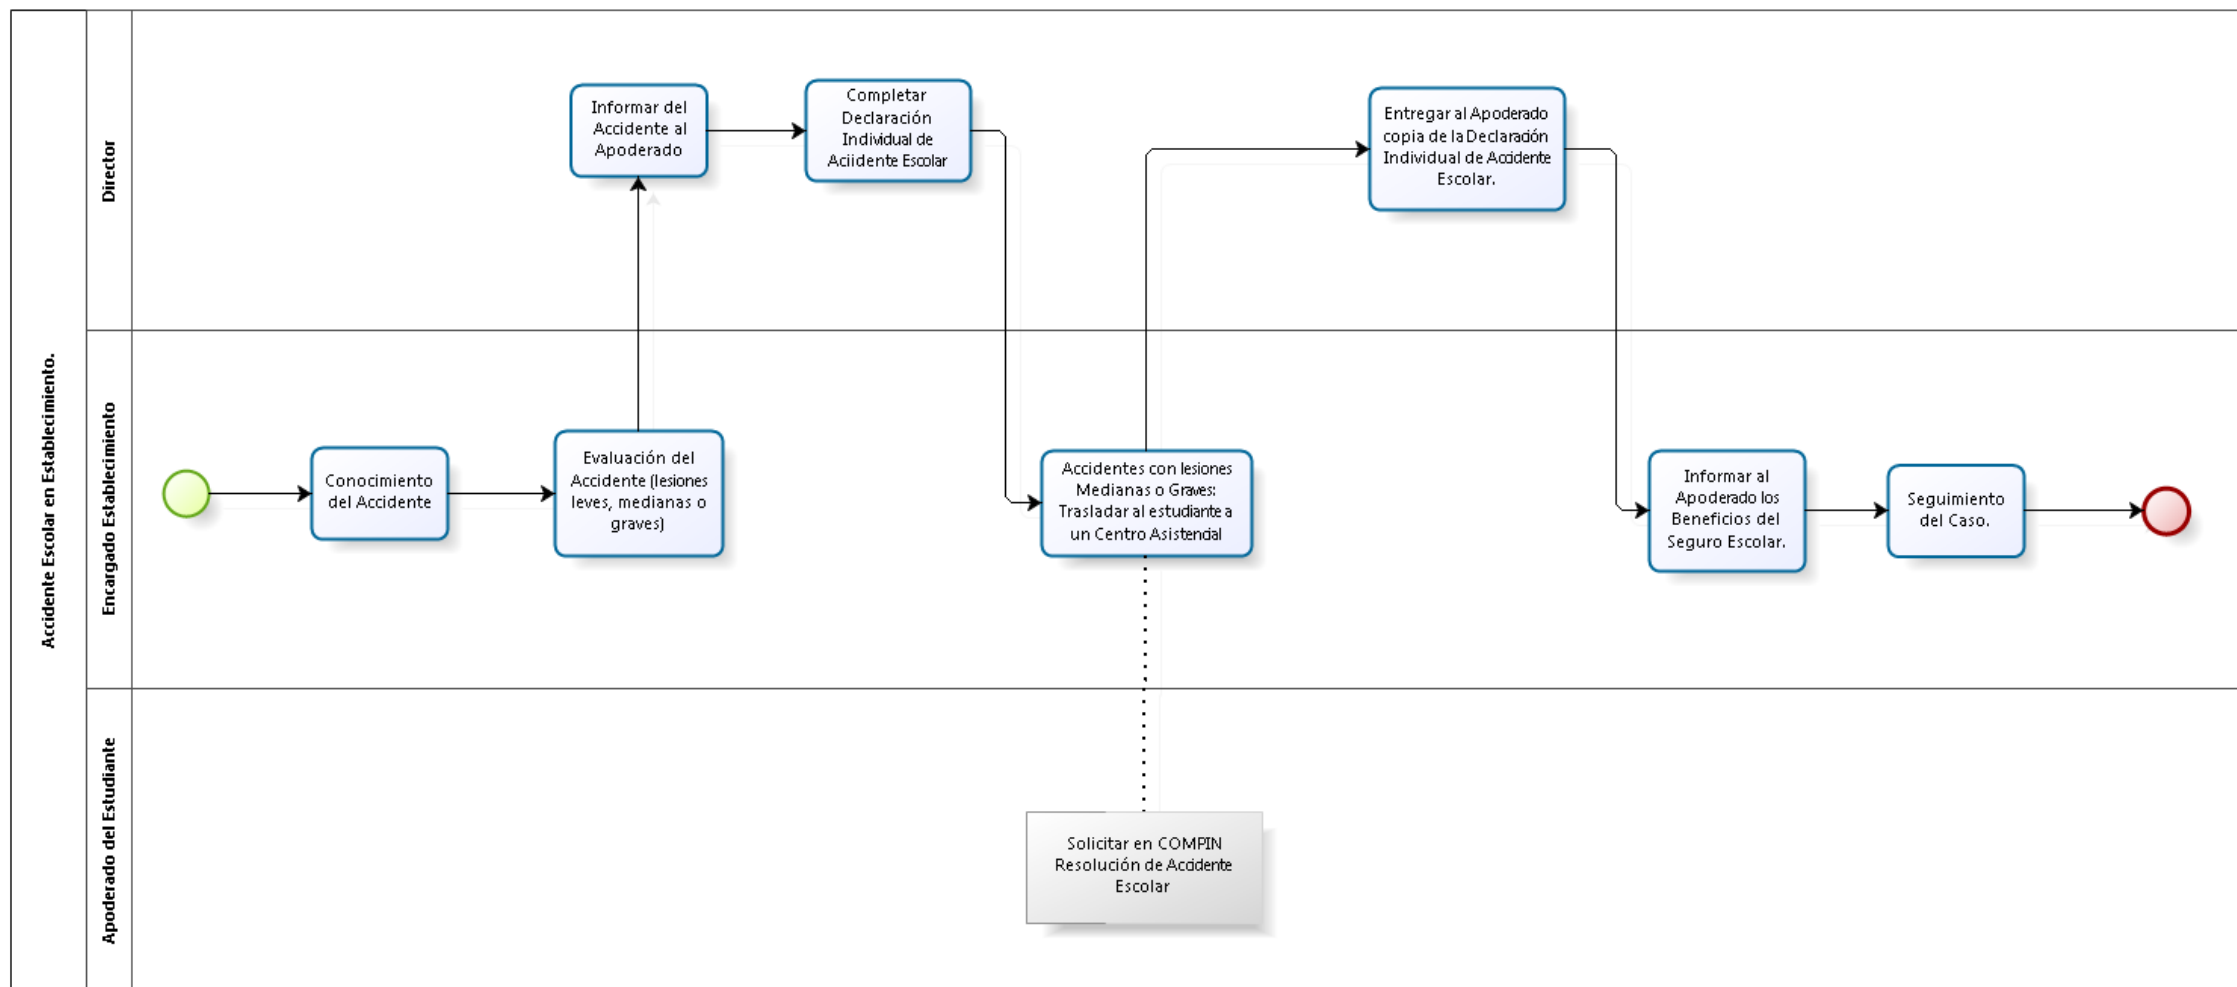 Accidente Escolar en Establecimiento.
Director
Informar del
Accidente al
Apoderado
Completar
Declaración
Individual de
Aciidente Escolar
Entregar al Apoderado
copia de la Declaración
Individual de Accidente
Escolar.
Encargado Establecimiento
Conocimiento
del Accidente
Evaluación del
Accidente (lesiones
leves, medianas o
graves)
Accidentes con lesiones
Medianas o Graves:
Trasladar al estudiante a
un Centro Asistencial
Informar al
Apoderado los
Beneficios del
Seguro Escolar.
Seguimiento
del Caso.
Apoderado del Estudiante
Solicitar en COMPIN
Resolución de Accidente
Escolar